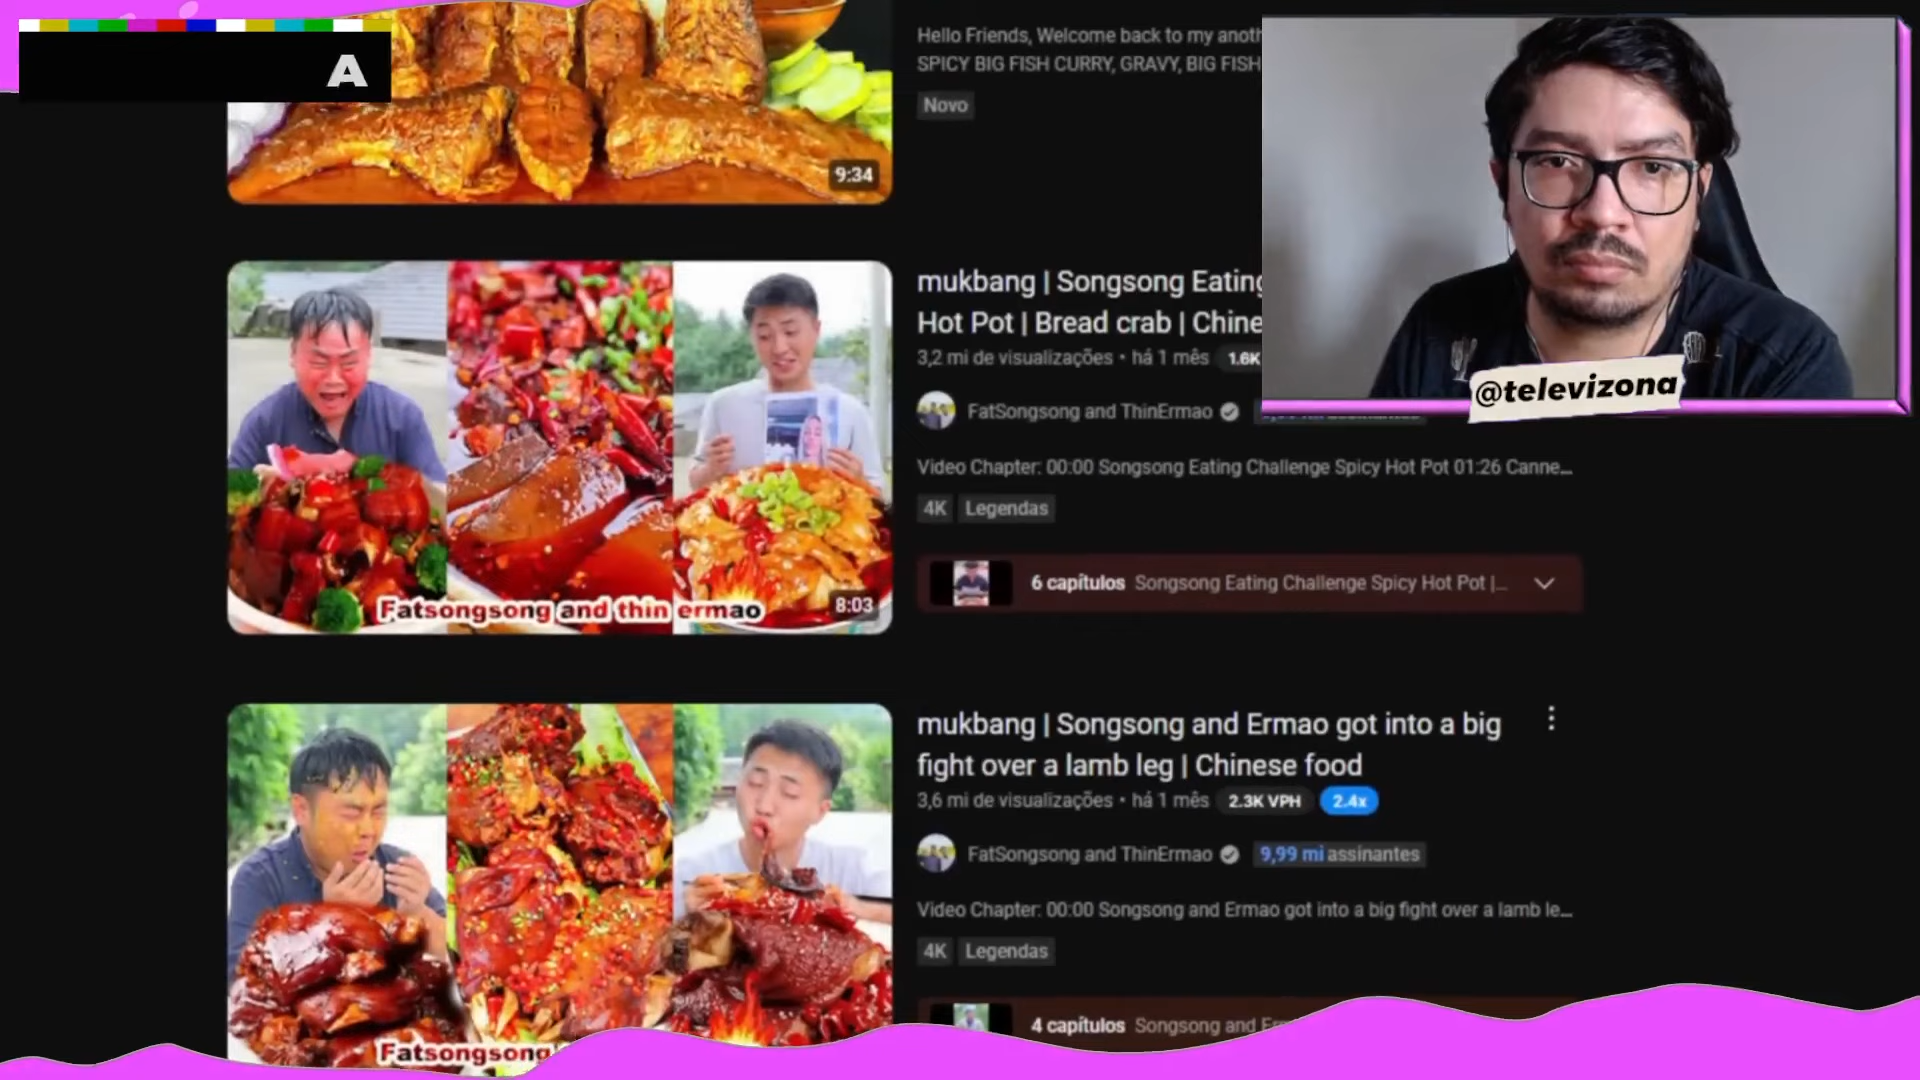 A
Hello Friends, Welcome back to my anoth
SPICY BIG FISH CURRY, GRAVY, BIG FISH
Novo
9:34
mukbang | Songsong Eating
Hot Pot | Bread crab | Chine
3,2 mi de visualizações • há 1 mês 1.6K
@televizona
FatSongsong and ThinErmao
Video Chapter: 00:00 Songsong Eating Challenge Spicy Hot Pot 01:26 Canne...
4K Legendas
6 capítulos Songsong Eating Challenge Spicy Hot Pot |...
Fatsongsong and thin ermao
8:03
mukbang | Songsong and Ermao got into a big
fight over a lamb leg | Chinese food
3,6 mi de visualizações • há 1 mês 2.3K VPH 2.4x
FatSongsong and ThinErmao 9,99 mi assinantes
Video Chapter: 00:00 Songsong and Ermao got into a big fight over a lamb le...
4K Legendas
4 capítulos Songsong and
Fatsongsong